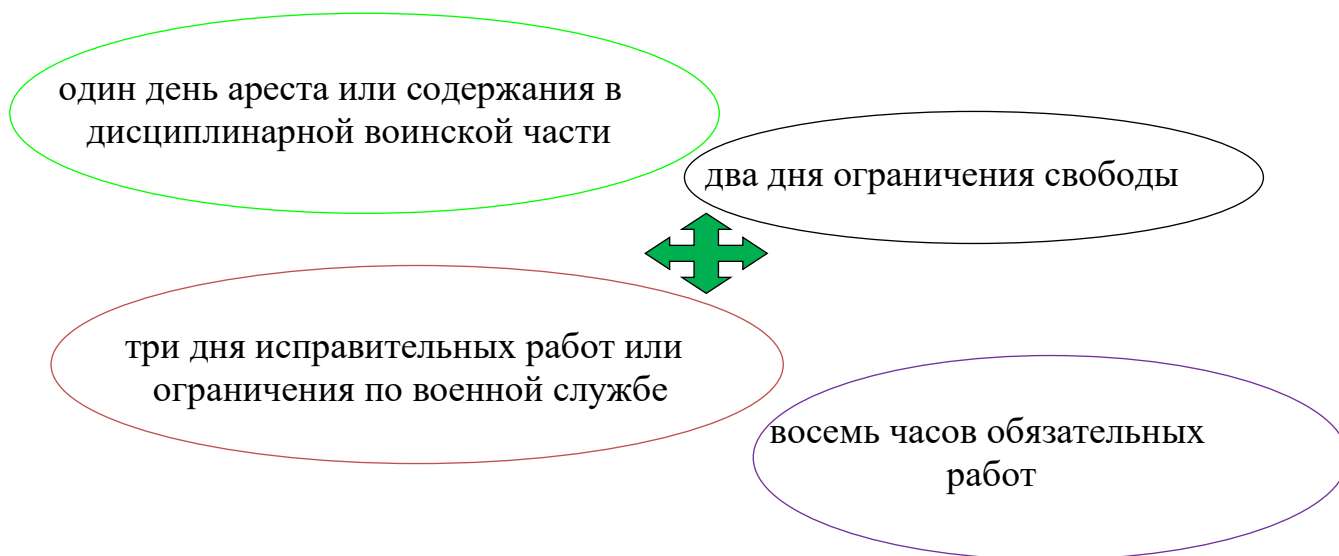 один день ареста или содержания в
дисциплинарной воинской части
два дня ограничения свободы
три дня исправительных работ или
ограничения по военной службе
восемь часов обязательных
работ